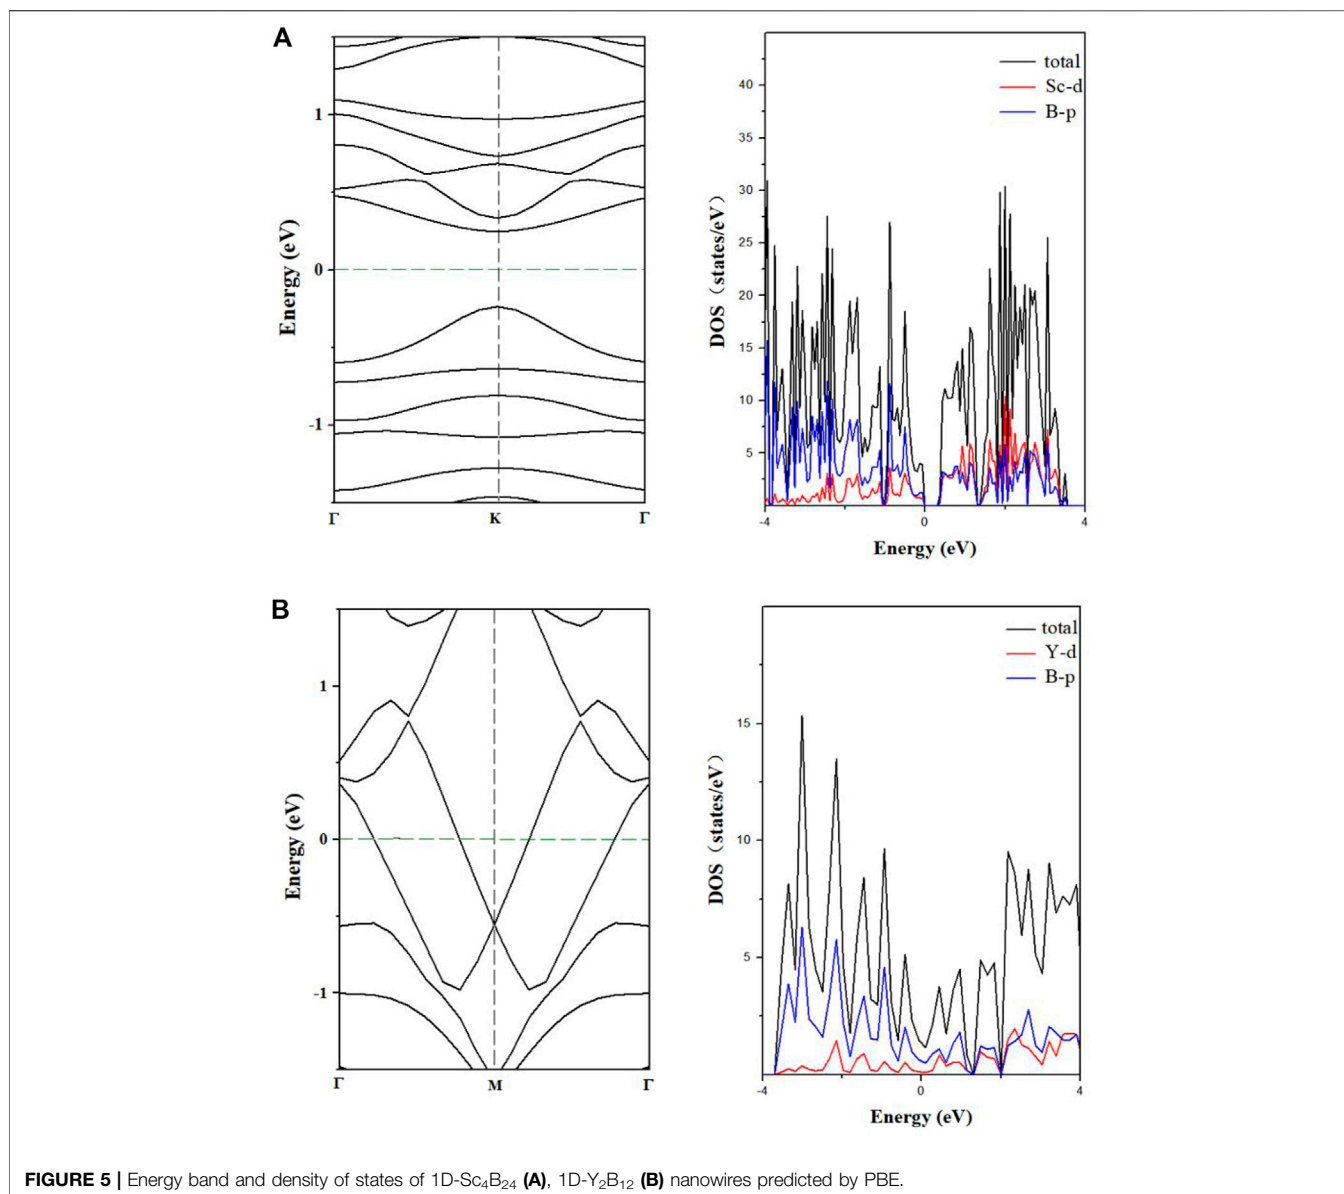 A
1
0
-1
Energy (eV)
Γ
K
Γ
total
Sc-d
B-p
40
35
30
25
20
15
10
5
DOS (states/eV)
-4
0
4
Energy (eV)
B
1
0
-1
Energy (eV)
Γ
M
Γ
total
Y-d
B-p
15
10
5
DOS (states/eV)
-4
0
4
Energy (eV)
FIGURE 5 | Energy band and density of states of 1D-Sc₄B₂₄ (A), 1D-Y₂B₁₂ (B) nanowires predicted by PBE.